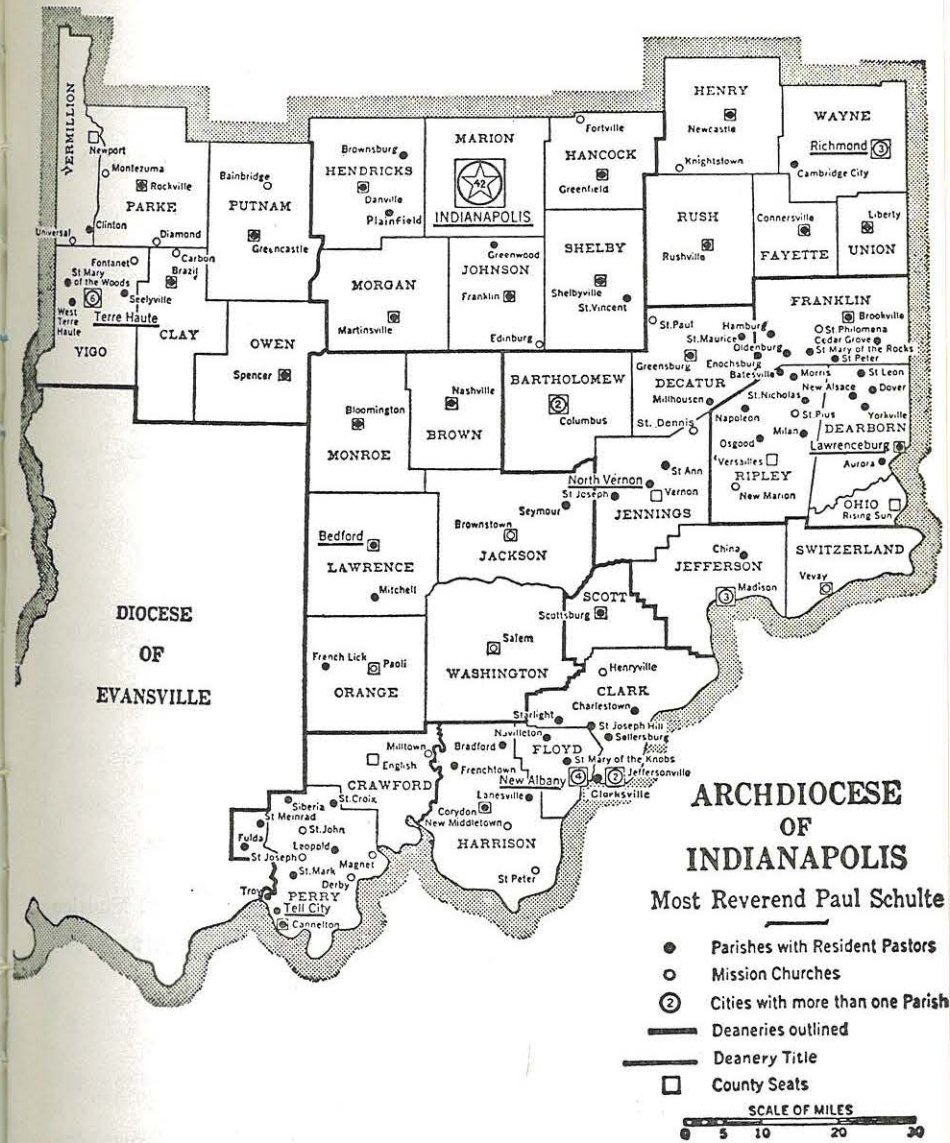 VERMILLION
Newport
Montezuma
Rockville
PARKE
Clinton
Universal
Diamond
Bainbridge
PUTNAM
Greencastle
Brownsburg
HENDRICKS
Danville
Plainfield
MARION
42
INDIANAPOLIS
Fortville
HANCOCK
Greenfield
HENRY
Newcastle
Knightstown
WAYNE
Richmond 3
Cambridge City
Fontanet
Carbon
Brazil
St Mary
of the Woods
6
Seelyville
West
Terre
Haute
Terre Haute
VIGO
CLAY
OWEN
Spencer
MORGAN
Martinsville
Greenwood
JOHNSON
Franklin
Edinburg
SHELBY
Shelbyville
St.Vincent
RUSH
Rushville
Connersville
FAYETTE
Liberty
UNION
FRANKLIN
Brookville
St.Philomena
Cedar Grove
St Mary of the Rocks
St Peter
Hamburg
Oldenburg
Enochsburg
Batesville
St.Paul
St.Maurice
Greensburg
DECATUR
Millhousen
St. Dennis
Morris
St Leon
New Alsace
Dover
St.Nicholas
Yorkville
Napoleon
St Pius
Milan
DEARBORN
Lawrenceburg
Osgood
Versailles
Aurora
RIPLEY
New Marion
OHIO
Rising Sun
BARTHOLOMEW
2
Columbus
Nashville
BROWN
Bloomington
MONROE
North Vernon
St Ann
St Joseph
Vernon
JENNINGS
Seymour
Brownstown
JACKSON
Bedford
LAWRENCE
Mitchell
China
JEFFERSON
Madison
3
SWITZERLAND
Vevay
SCOTT
Scottsburg
DIOCESE
OF
EVANSVILLE
French Lick
Paoli
ORANGE
Salem
WASHINGTON
Henryville
CLARK
Charlestown
Starlight
St Joseph Hill
Sellersburg
Navilleton
FLOYD
St Mary of the Knobs
Bradford
Frenchtown
New Albany 4
2 Jeffersonville
Clarksville
Lanesville
Corydon
New Middletown
HARRISON
St Peter
Milltown
English
CRAWFORD
Siberia
St.Croix
St Meinrad
St.John
Fulda
Leopold
St Joseph
Magnet
St.Mark
Derby
Troy
PERRY
Tell City
Cannelton
ARCHDIOCESE
OF
INDIANAPOLIS
Most Reverend Paul Schulte
Parishes with Resident Pastors
Mission Churches
2 Cities with more than one Parish
Deaneries outlined
Deanery Title
County Seats
SCALE OF MILES
0 5 10 20 30